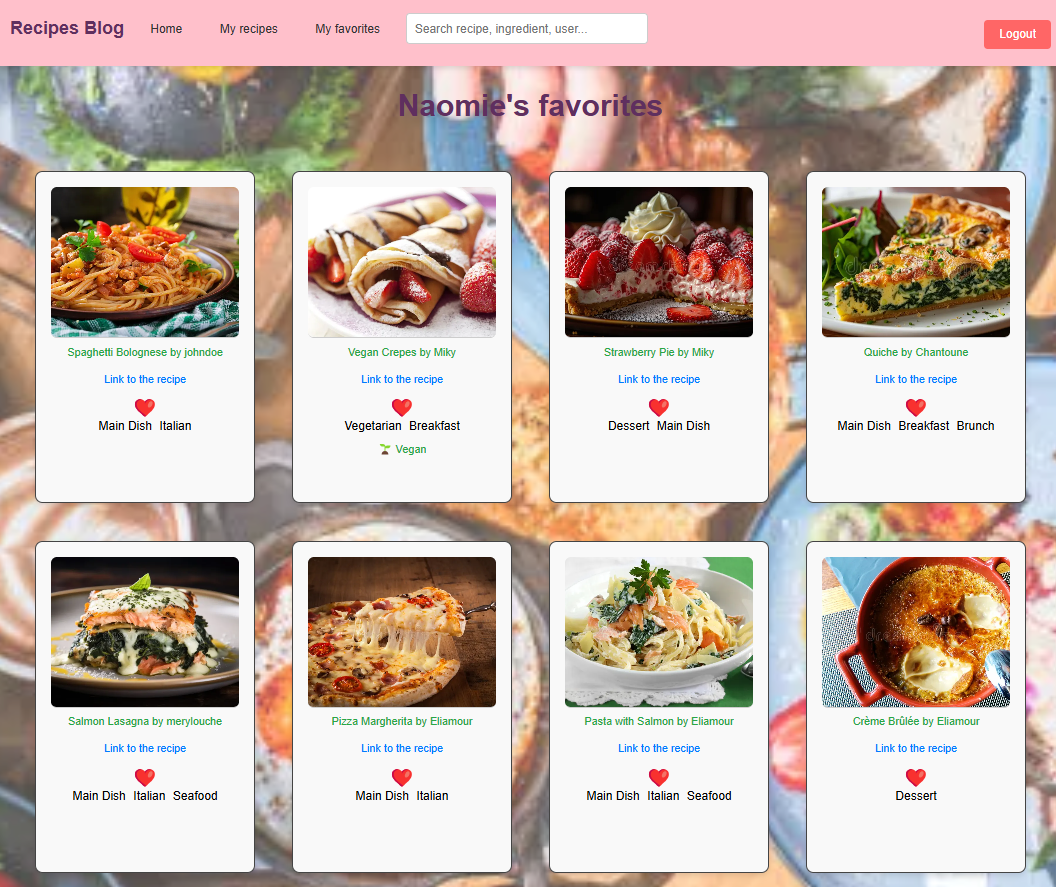 Recipes Blog
Home
My recipes
My favorites
Search recipe, ingredient, user...
Logout
Naomie's favorites
Spaghetti Bolognese by johndoe
Link to the recipe
Main Dish Italian
Vegan Crepes by Miky
Link to the recipe
Vegetarian Breakfast
Vegan
Strawberry Pie by Miky
Link to the recipe
Dessert Main Dish
Quiche by Chantoune
Link to the recipe
Main Dish Breakfast Brunch
Salmon Lasagna by merylouche
Link to the recipe
Main Dish Italian Seafood
Pizza Margherita by Eliamour
Link to the recipe
Main Dish Italian
Pasta with Salmon by Eliamour
Link to the recipe
Main Dish Italian Seafood
Crème Brûlée by Eliamour
Link to the recipe
Dessert